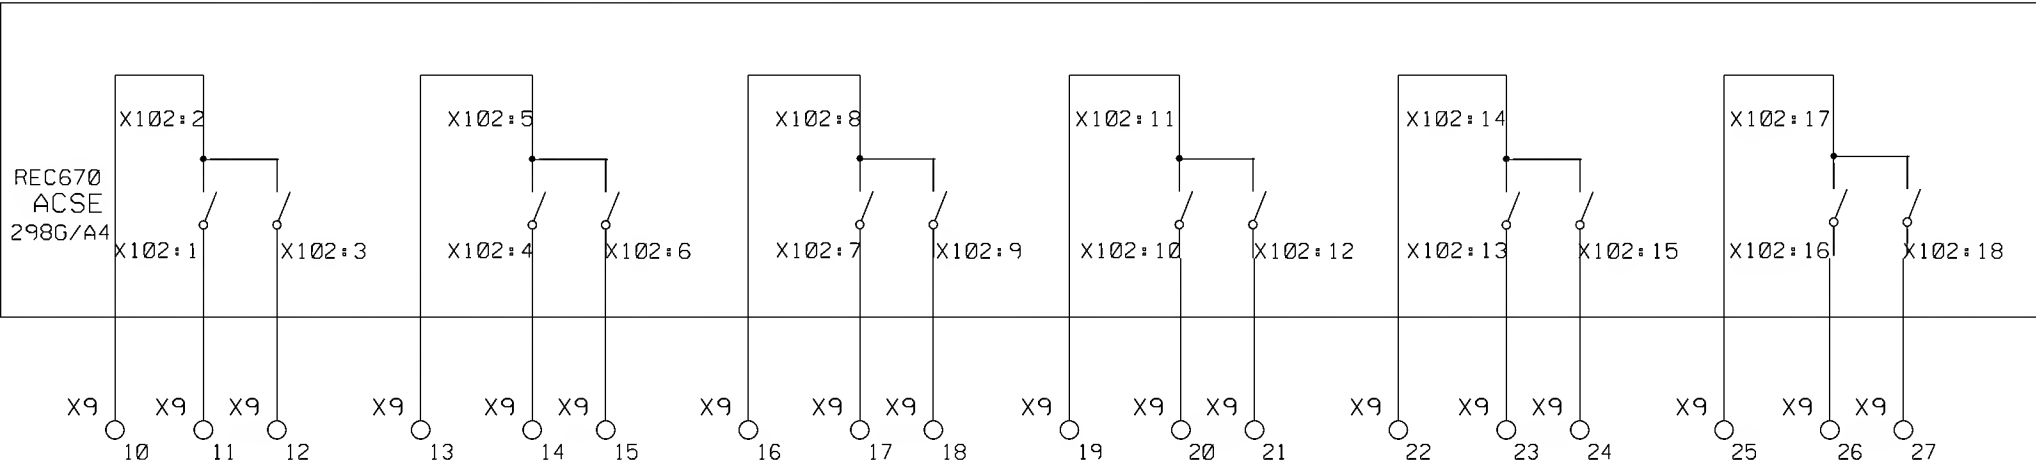 X102:2 X102:5 X102:8 X102:11 X102:14 X102:17
REC670
ACSE
298G/A4
X102:1 X102:3 X102:4 X102:6 X102:7 X102:9 X102:10 X102:12 X102:13 X102:15 X102:16 X102:18
X9 X9 X9 X9 X9 X9 X9 X9 X9 X9 X9 X9 X9 X9 X9 X9 X9 X9
10 11 12 13 14 15 16 17 18 19 20 21 22 23 24 25 26 27